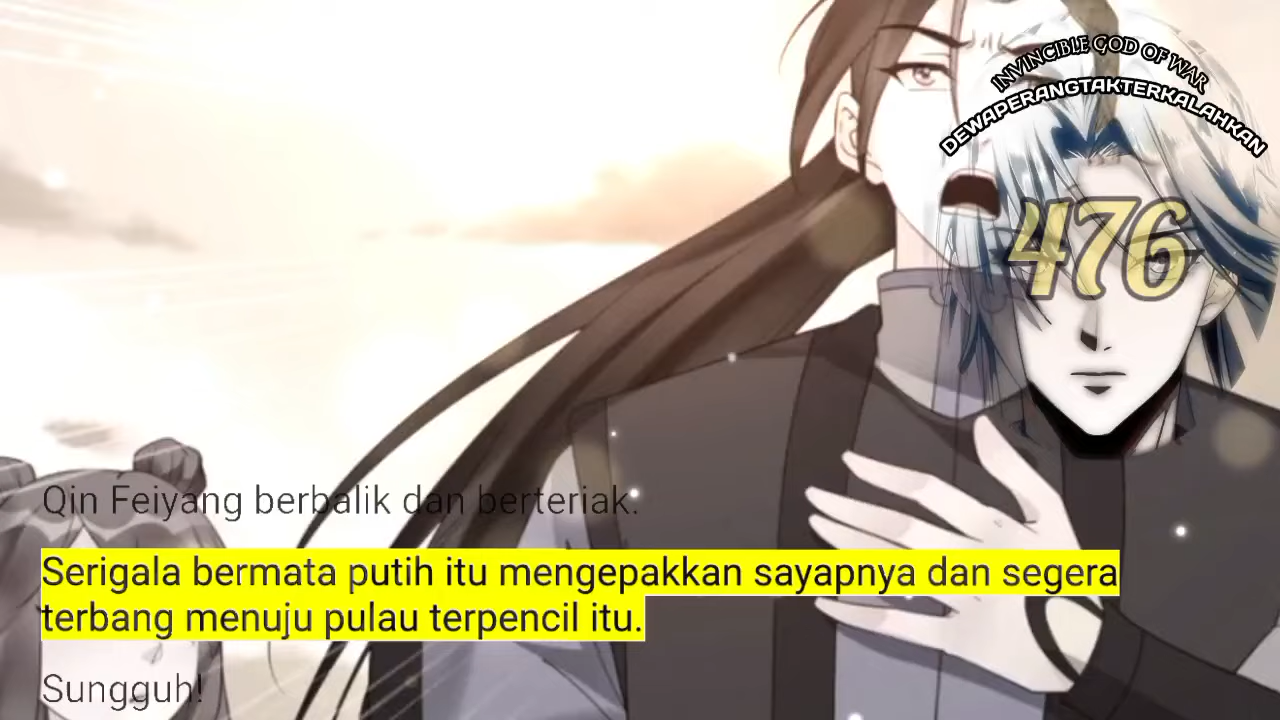 INVINCIBLE GOD OF WAR
DEWAPERANGTAKTERKALAHKAN
476
Qin Feiyang berbalik dan berteriak.
Serigala bermata putih itu mengepakkan sayapnya dan segera
terbang menuju pulau terpencil itu.
Sungguh!